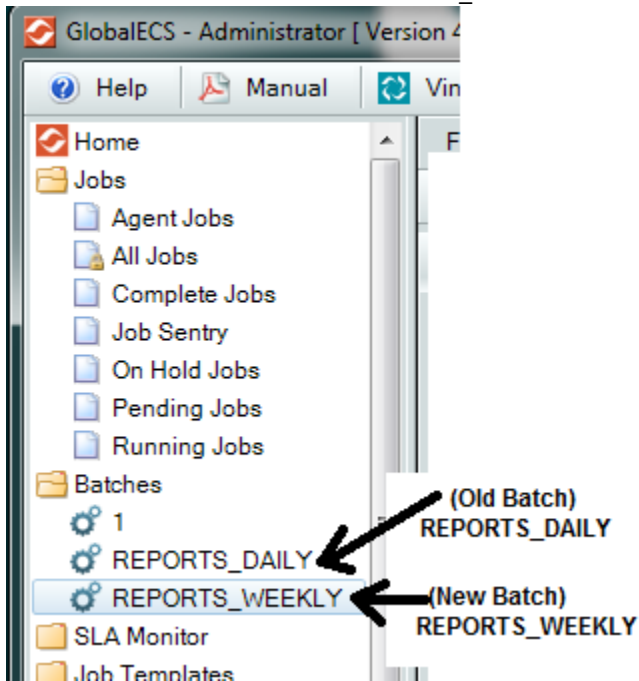 GlobalECS - Administrator [ Version 4
Help Manual Vin
Home
Jobs
Agent Jobs
All Jobs
Complete Jobs
Job Sentry
On Hold Jobs
Pending Jobs
Running Jobs
Batches
1
REPORTS_DAILY
REPORTS_WEEKLY
SLA Monitor
Job Templates
F
(Old Batch)
REPORTS_DAILY
(New Batch)
REPORTS_WEEKLY